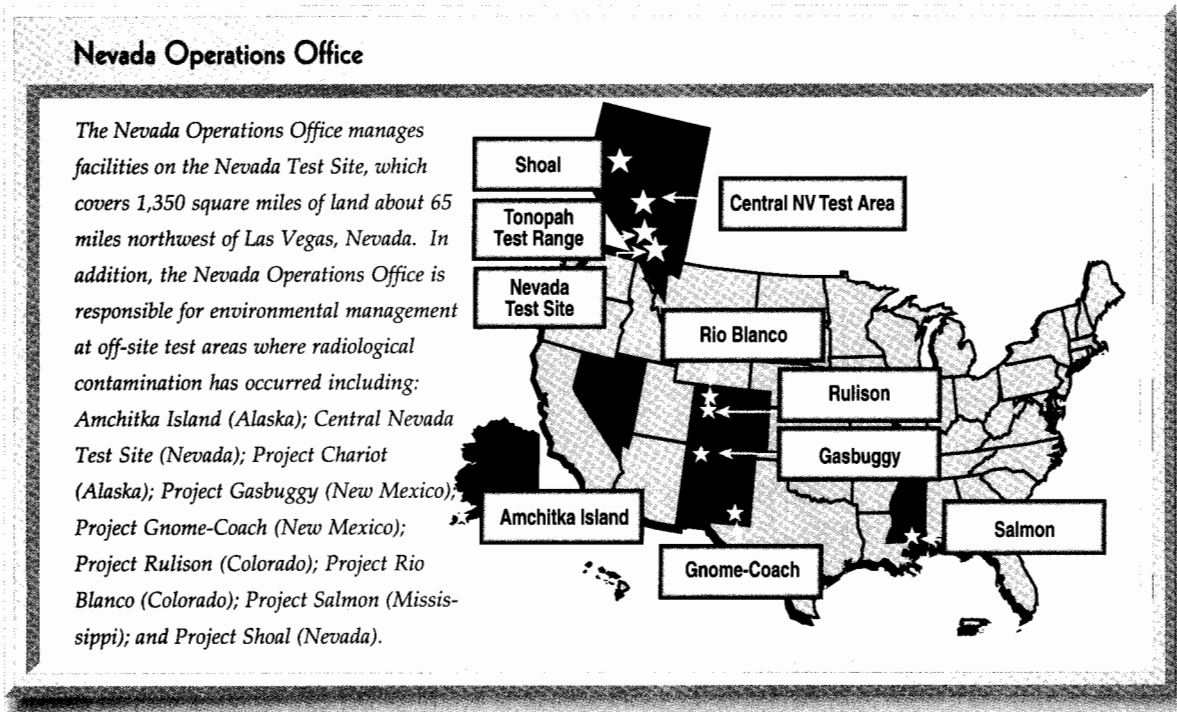 Nevada Operations Office
The Nevada Operations Office manages
facilities on the Nevada Test Site, which
covers 1,350 square miles of land about 65
miles northwest of Las Vegas, Nevada. In
addition, the Nevada Operations Office is
responsible for environmental management
at off-site test areas where radiological
contamination has occurred including:
Amchitka Island (Alaska); Central Nevada
Test Site (Nevada); Project Chariot
(Alaska); Project Gasbuggy (New Mexico);
Project Gnome-Coach (New Mexico);
Project Rulison (Colorado); Project Rio
Blanco (Colorado); Project Salmon (Missis-
sippi); and Project Shoal (Nevada).
Shoal
Central NV Test Area
Tonopah
Test Range
Nevada
Test Site
Rio Blanco
Rulison
Gasbuggy
Amchitka Island
Salmon
Gnome-Coach